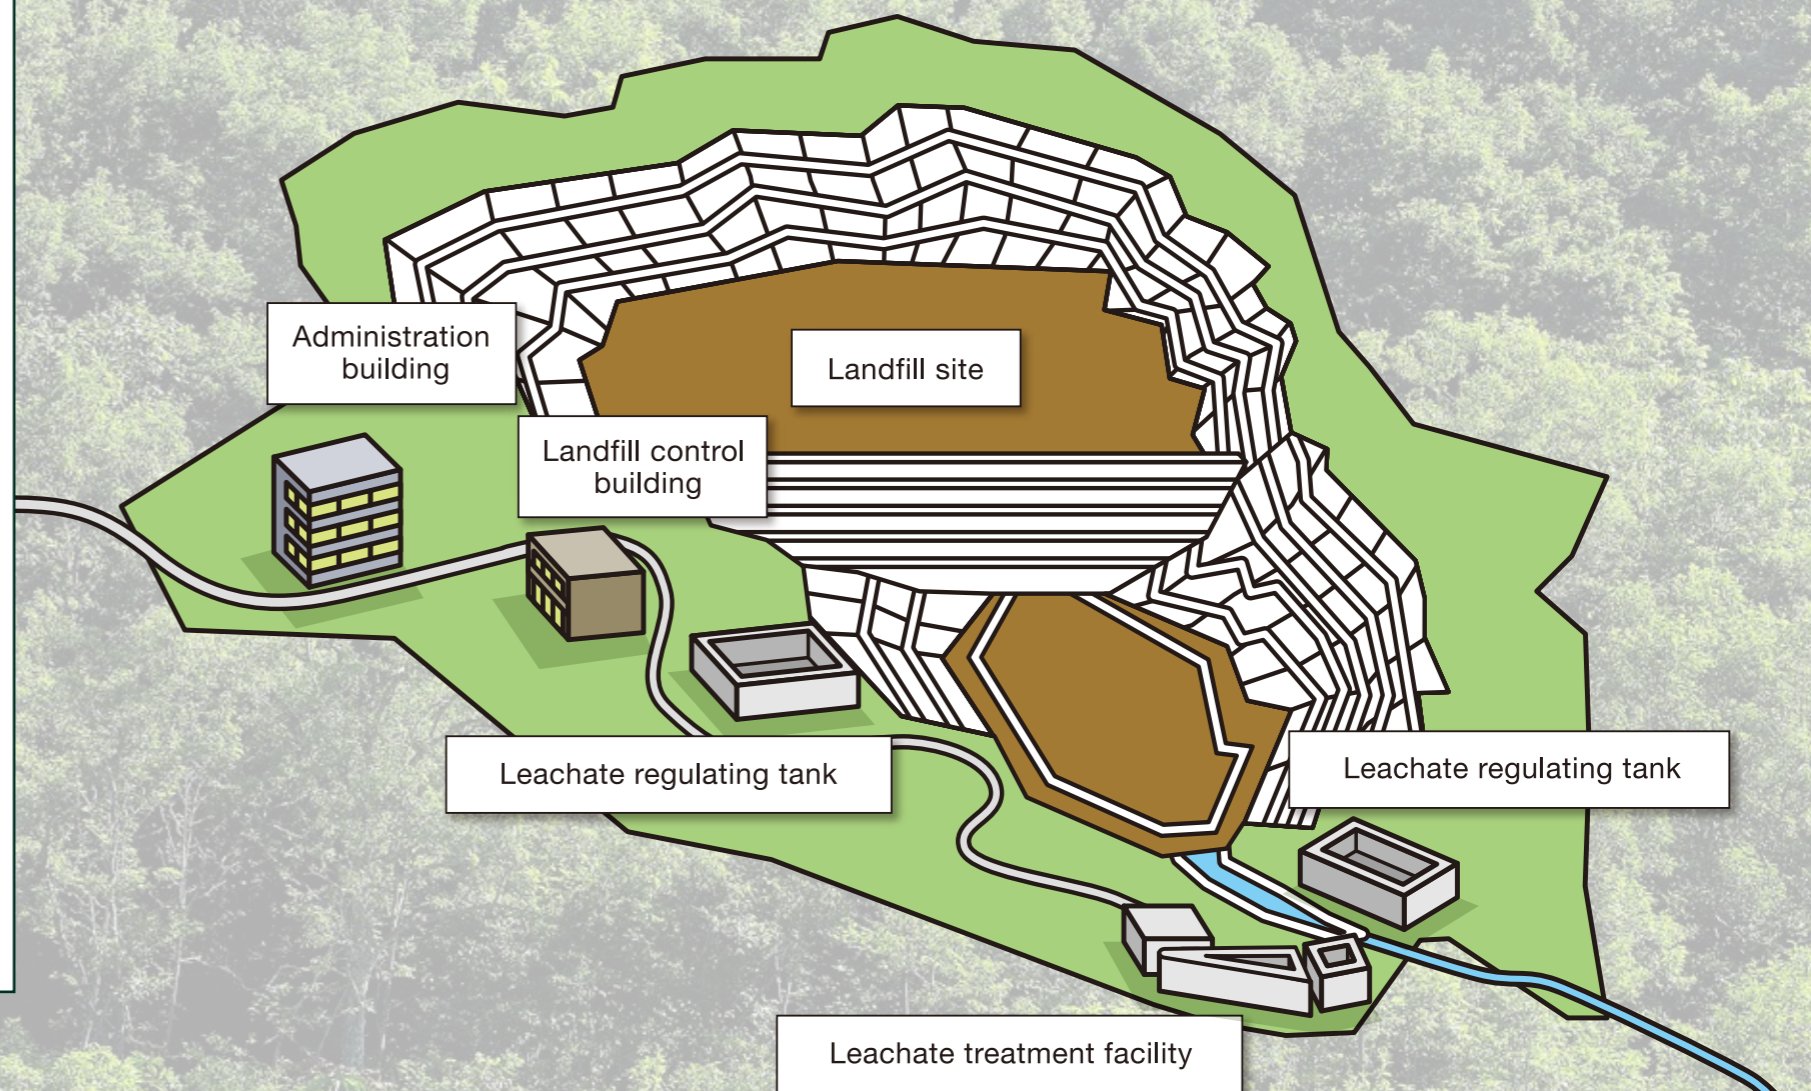 Administration
building
Landfill site
Landfill control
building
Leachate regulating tank
Leachate regulating tank
Leachate treatment facility